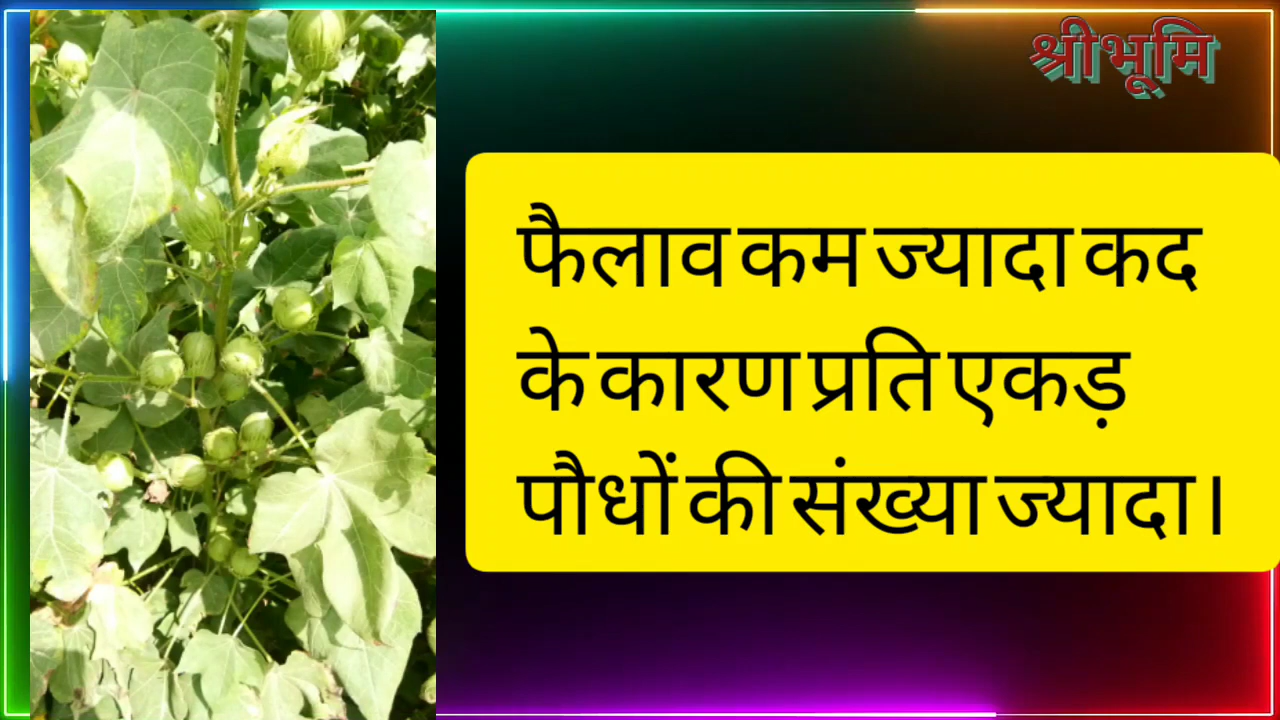 श्रीभूमि
फैलाव कम ज्यादा कद
के कारण प्रति एकड़
पौधों की संख्या ज्यादा।